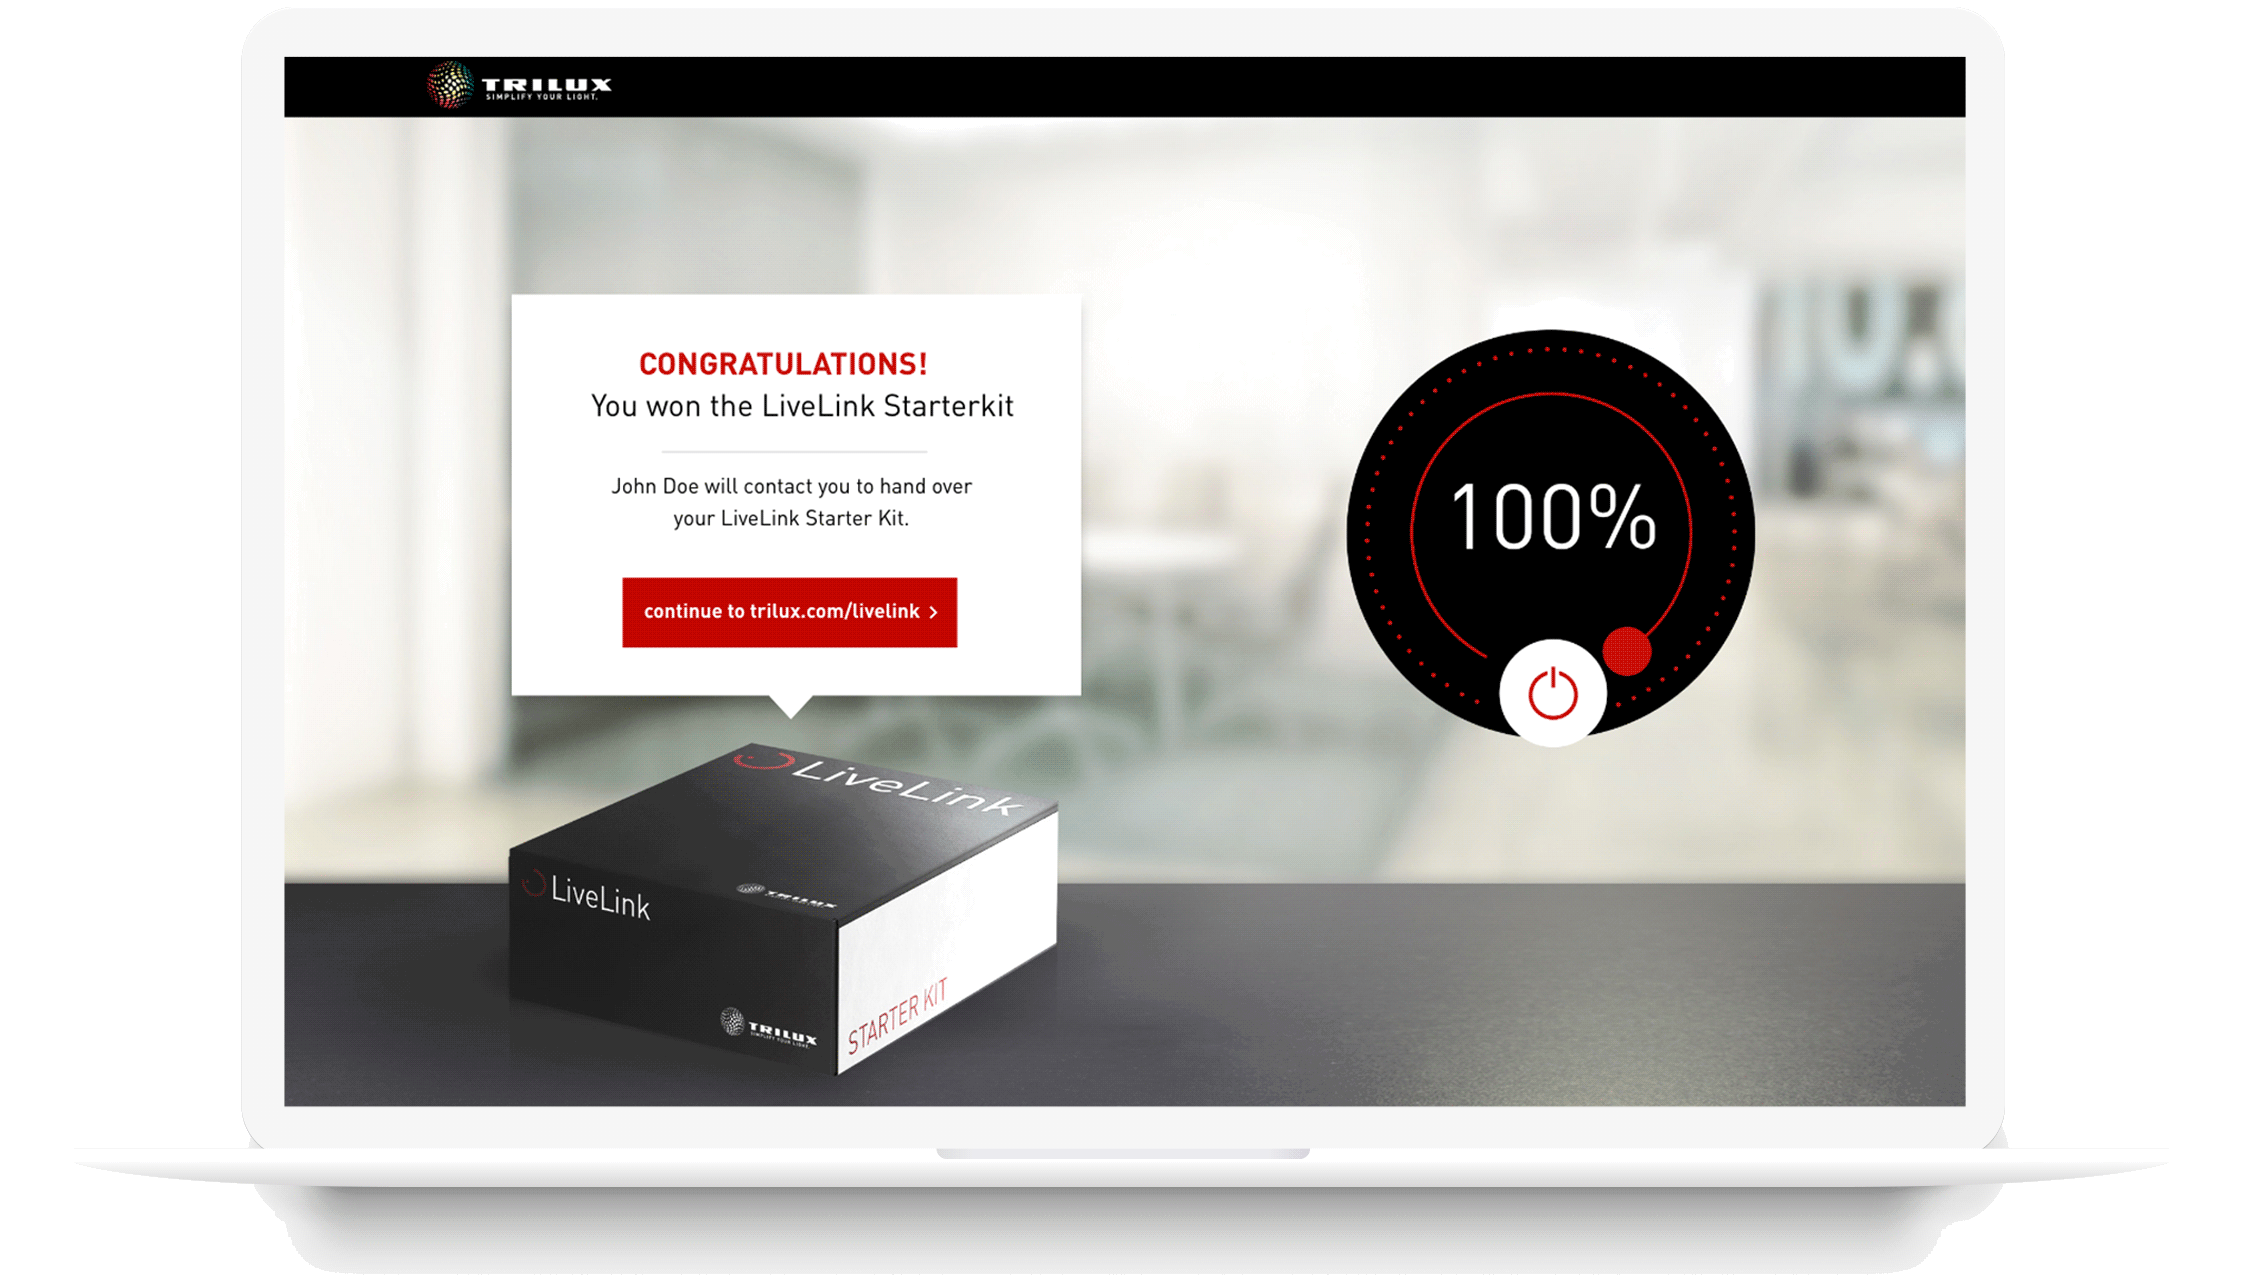 TRILUX
SIMPLIFY YOUR LIGHT.
CONGRATULATIONS!
You won the LiveLink Starterkit
John Doe will contact you to hand over
your LiveLink Starter Kit.
continue to trilux.com/livelink >
100%
LiveLink
TRILUX
LiveLink
TRILUX
SIMPLIFY YOUR LIGHT.
STARTER KIT